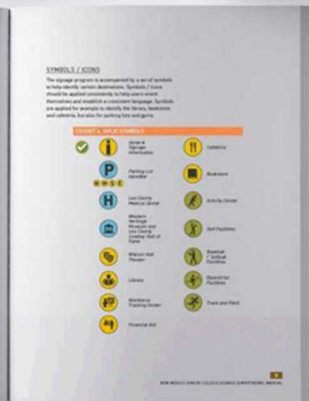 SYMBOLS / ICONS
The signage program is accompanied by a set of symbols
to help identify certain destinations. Symbols / icons
should be applied consistently to help users orient
themselves and establish a consistent language. Symbols
are applied for example to identify the library, bookstore
and cafeteria, but also for parking lots and gyms.
EXHIBIT 6, NMJC SYMBOLS
i
General
Signage
Information
P
N W S E
Parking Lot
Identifier
H
Lea County
Medical Center
Western
Heritage
Museum and
Lea County
Cowboy Hall of
Fame
Watson Hall
Theater
Library
Workforce
Training Center
Financial Aid
Cafeteria
Bookstore
Activity Center
Golf Facilities
Baseball
/ Softball
Facilities
Equestrian
Facilities
Track and Field
NEW MEXICO JUNIOR COLLEGE SIGNAGE & WAYFINDING MANUAL